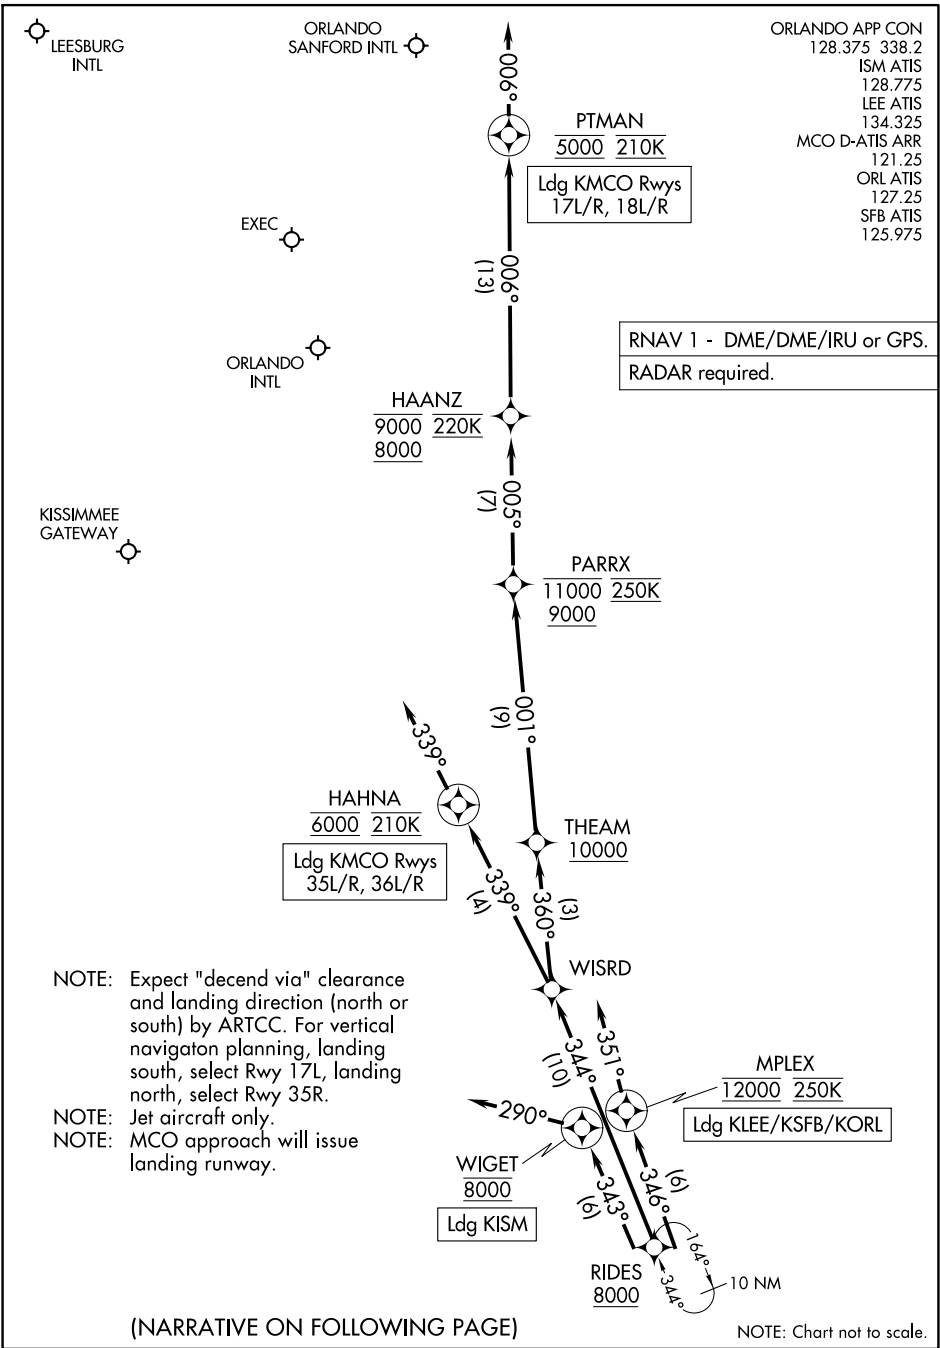 LEESBURG
INTL
ORLANDO
SANFORD INTL
ORLANDO APP CON
128.375 338.2
ISM ATIS
128.775
LEE ATIS
134.325
MCO D-ATIS ARR
121.25
ORL ATIS
127.25
SFB ATIS
125.975
006°
PTMAN
5000 210K
Ldg KMCO Rwys
17L/R, 18L/R
EXEC
006°
(13)
RNAV 1 - DME/DME/IRU or GPS.
RADAR required.
ORLANDO
INTL
HAANZ
9000 220K
8000
005°
(7)
KISSIMMEE
GATEWAY
PARRX
11000 250K
9000
001°
(9)
339°
HAHNA
6000 210K
Ldg KMCO Rwys
35L/R, 36L/R
THEAM
10000
339°
(4)
360°
(3)
WISRD
NOTE: Expect "decend via" clearance
and landing direction (north or
south) by ARTCC. For vertical
navigaton planning, landing
south, select Rwy 17L, landing
north, select Rwy 35R.
NOTE: Jet aircraft only.
NOTE: MCO approach will issue
landing runway.
344°
(10)
351°
MPLEX
12000 250K
Ldg KLEE/KSFB/KORL
290°
WIGET
8000
Ldg KISM
343°
(6)
346°
(6)
RIDES
8000
164°
344°
10 NM
(NARRATIVE ON FOLLOWING PAGE)
NOTE: Chart not to scale.